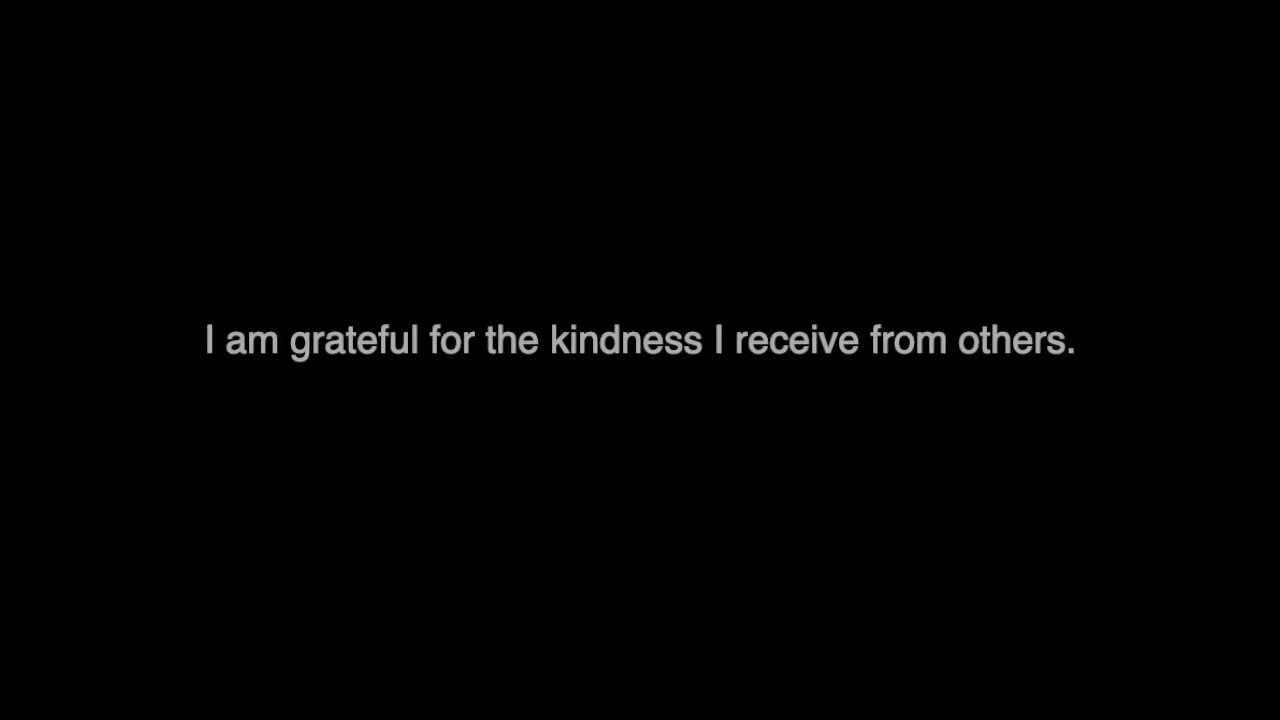 I am grateful for the kindness I receive from others.